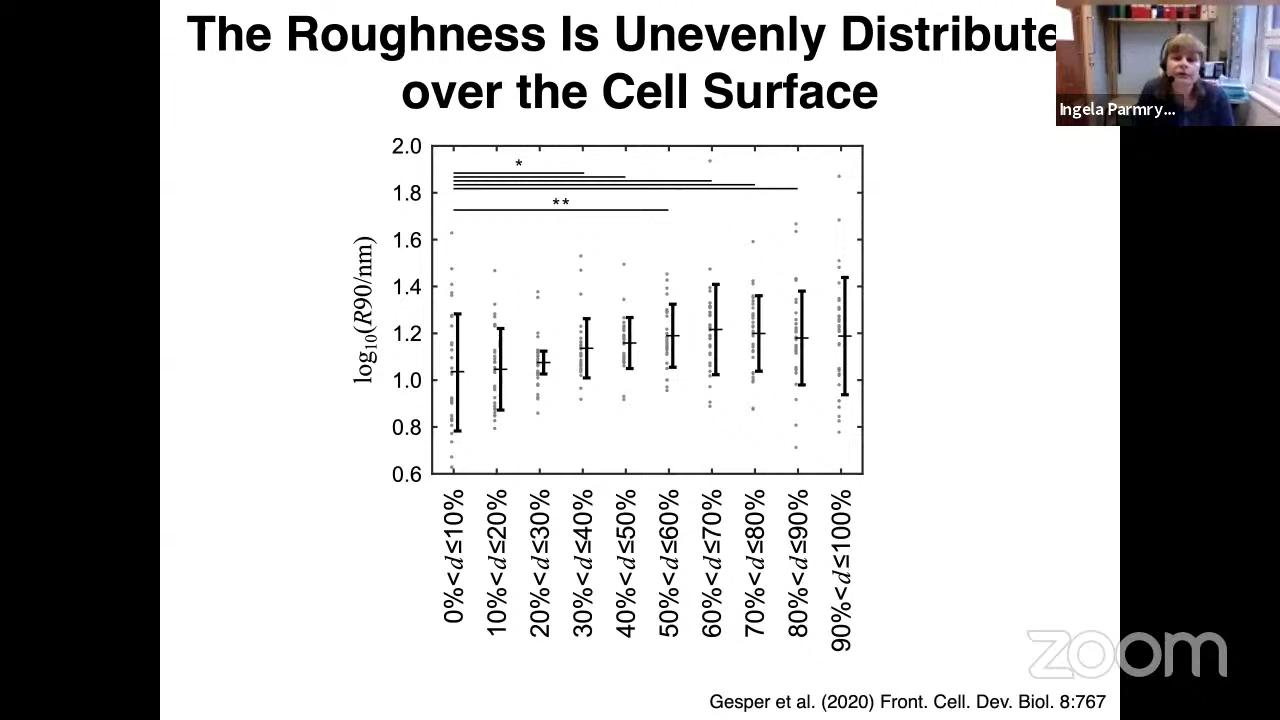 The Roughness Is Unevenly Distribute
over the Cell Surface
Ingela Parmry...
2.0
1.8
1.6
1.4
1.2
1.0
0.8
0.6
log10(R90/nm)
*
**
0%<d≤10%
10%<d≤20%
20%<d≤30%
30%<d≤40%
40%<d≤50%
50%<d≤60%
60%<d≤70%
70%<d≤80%
80%<d≤90%
90%<d≤100%
zoom
Gesper et al. (2020) Front. Cell. Dev. Biol. 8:767